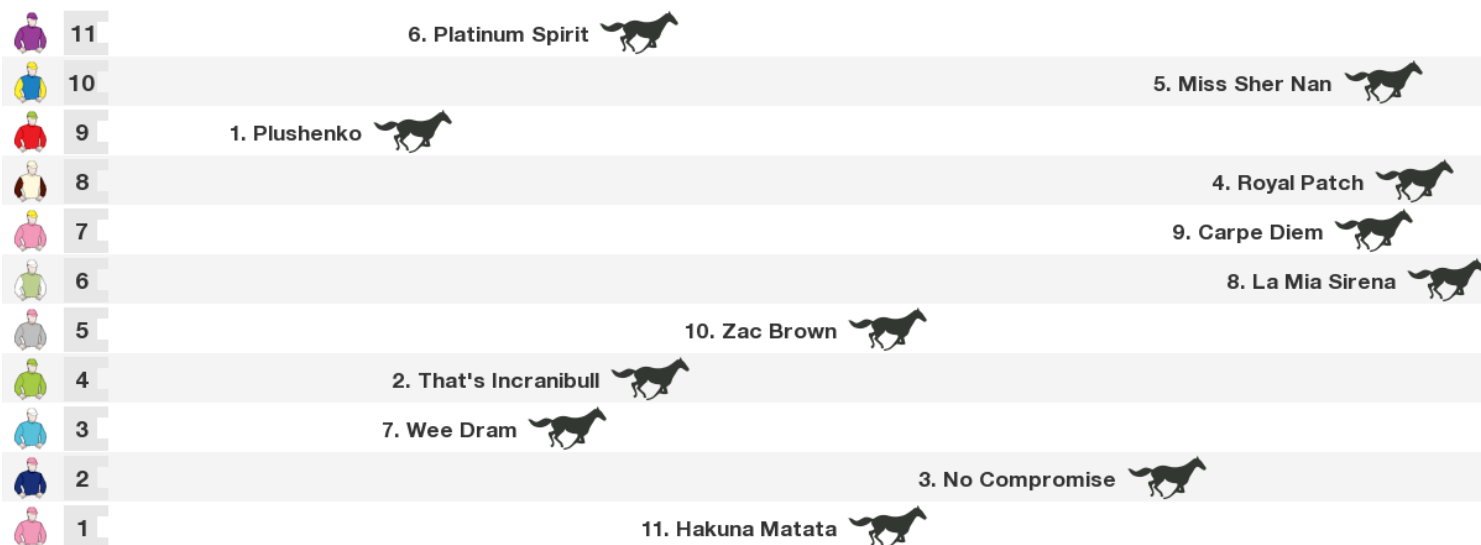 11 6. Platinum Spirit
10 5. Miss Sher Nan
9 1. Plushenko
8 4. Royal Patch
7 9. Carpe Diem
6 8. La Mia Sirena
5 10. Zac Brown
4 2. That's Incranibull
3 7. Wee Dram
2 3. No Compromise
1 11. Hakuna Matata